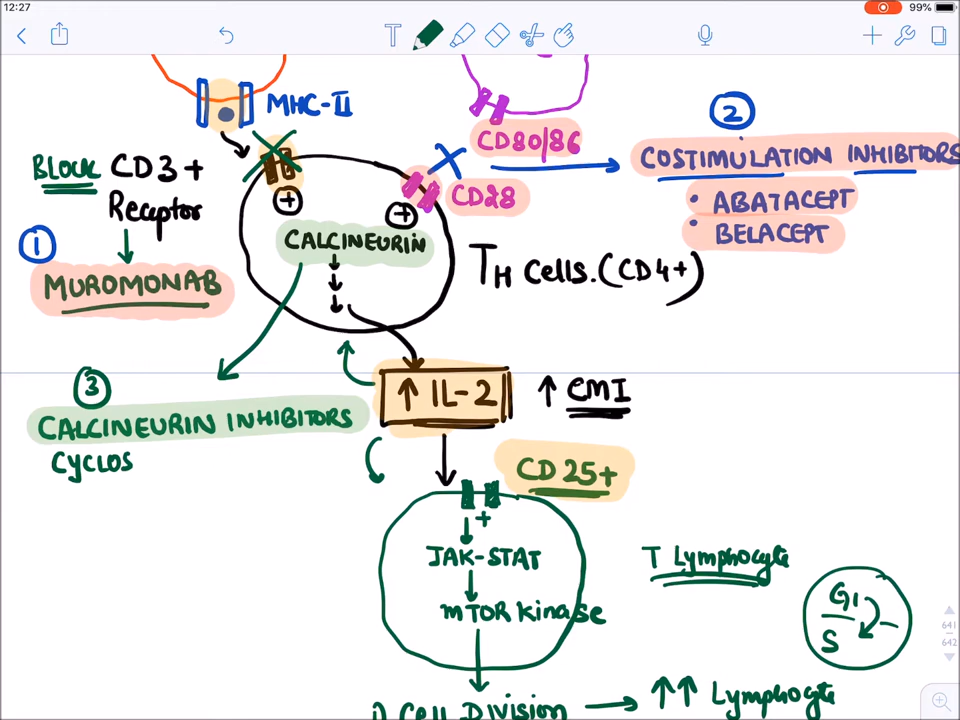 12:27
99%
T
MHC-II
CD80/86
2
COSTIMULATION INHIBITORS
• ABATACEPT
• BELACEPT
BLOCK CD3+
Receptor
+
+
CD28
1
MUROMONAB
CALCINEURIN
TH Cells.(CD4+)
3
CALCINEURIN INHIBITORS
CYCLOS
↑ IL-2
↑ CMI
CD25+
+
JAK-STAT
mTOR Kinase
T Lymphocyte
G1
S
641
642
Cell Division → ↑↑ Lymphocyte